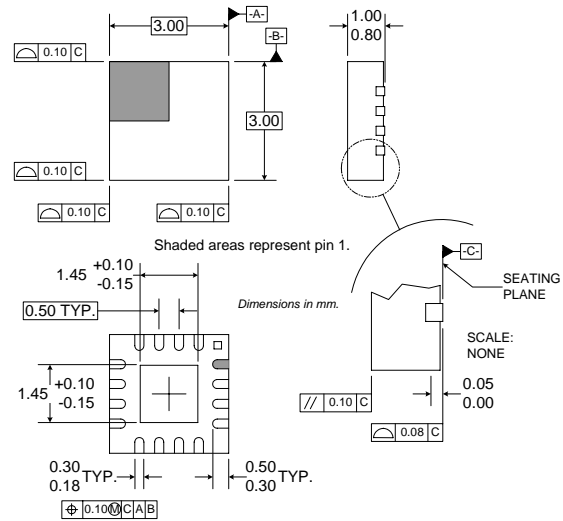 3.00
-A-
-B-
1.00
0.80
0.10 C
3.00
0.10 C
0.10 C
0.10 C
Shaded areas represent pin 1.
-C-
1.45 +0.10 -0.15
SEATING
PLANE
Dimensions in mm.
0.50 TYP.
SCALE:
NONE
1.45 +0.10 -0.15
0.05
0.00
// 0.10 C
0.08 C
0.30
0.18 TYP.
0.50
0.30 TYP.
⌖ 0.10 Ⓜ C A B